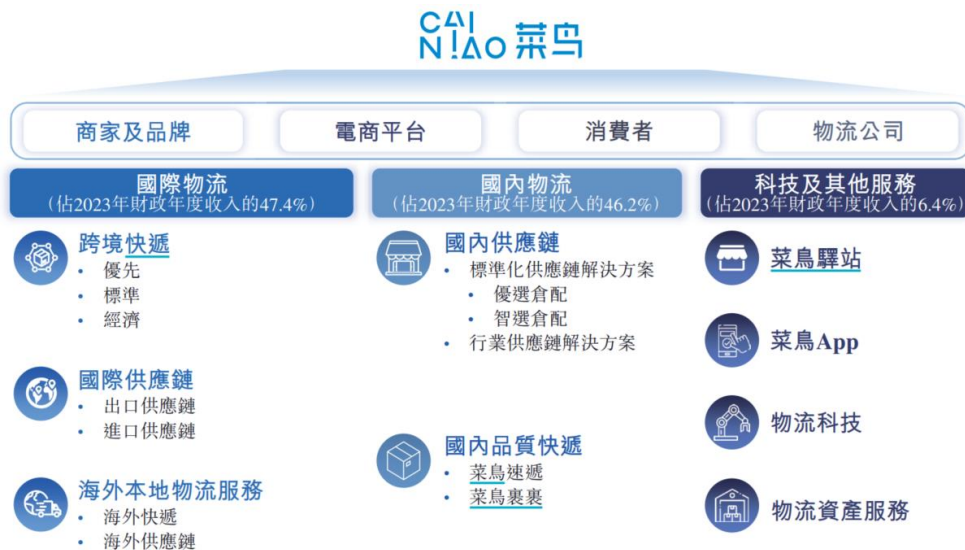 CAI
NIAO 菜鸟
商家及品牌
電商平台
消費者
物流公司
國際物流
(佔2023年財政年度收入的47.4%)
跨境快遞
• 優先
• 標準
• 經濟
國際供應鏈
• 出口供應鏈
• 進口供應鏈
海外本地物流服務
• 海外快遞
• 海外供應鏈
國內物流
(佔2023年財政年度收入的46.2%)
國內供應鏈
• 標準化供應鏈解決方案
• 優選倉配
• 智選倉配
• 行業供應鏈解決方案
國內品質快遞
• 菜鳥速遞
• 菜鳥裹裹
科技及其他服務
(佔2023年財政年度收入的6.4%)
菜鳥驛站
菜鳥App
物流科技
物流資產服務